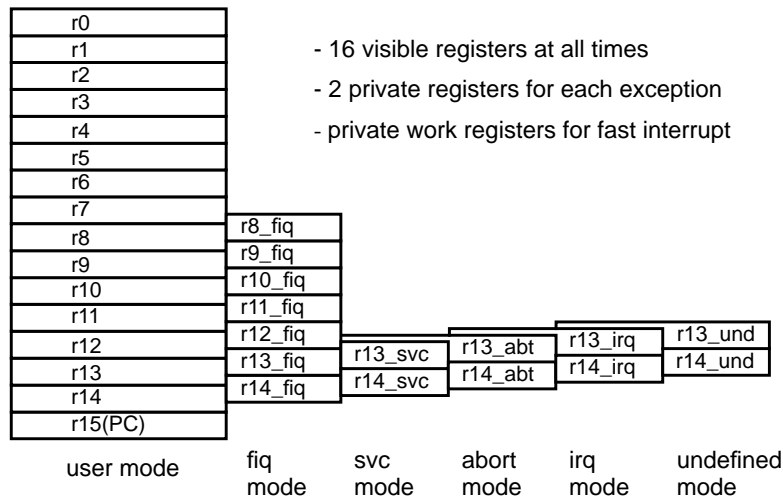 r0
r1
r2
r3
r4
r5
r6
r7
r8
r9
r10
r11
r12
r13
r14
r15(PC)
user mode
- 16 visible registers at all times
- 2 private registers for each exception
- private work registers for fast interrupt
r8_fiq
r9_fiq
r10_fiq
r11_fiq
r12_fiq
r13_fiq
r14_fiq
fiq
mode
r13_svc
r14_svc
svc
mode
r13_abt
r14_abt
abort
mode
r13_irq
r14_irq
irq
mode
r13_und
r14_und
undefined
mode